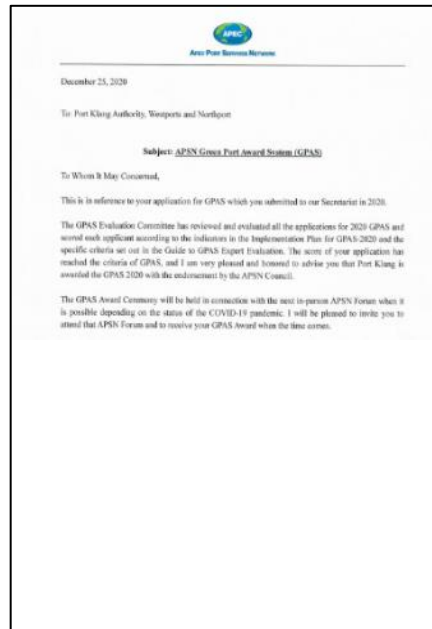 APEC
APEC PORT SERVICES NETWORK
December 25, 2020
To: Port Klang Authority, Westports and Northport
Subject: APSN Green Port Award System (GPAS)
To Whom It May Concerned,
This is in reference to your application for GPAS which you submitted to our Secretariat in 2020.
The GPAS Evaluation Committee has reviewed and evaluated all the applications for 2020 GPAS and
scored each applicant according to the indicators in the Implementation Plan for GPAS-2020 and the
specific criteria set out in the Guide to GPAS Expert Evaluation. The score of your application has
reached the criteria of GPAS, and I am very pleased and honored to advise you that Port Klang is
awarded the GPAS 2020 with the endorsement by the APSN Council.
The GPAS Award Ceremony will be held in connection with the next in-person APSN Forum when it
is possible depending on the status of the COVID-19 pandemic. I will be pleased to invite you to
attend that APSN Forum and to receive your GPAS Award when the time comes.